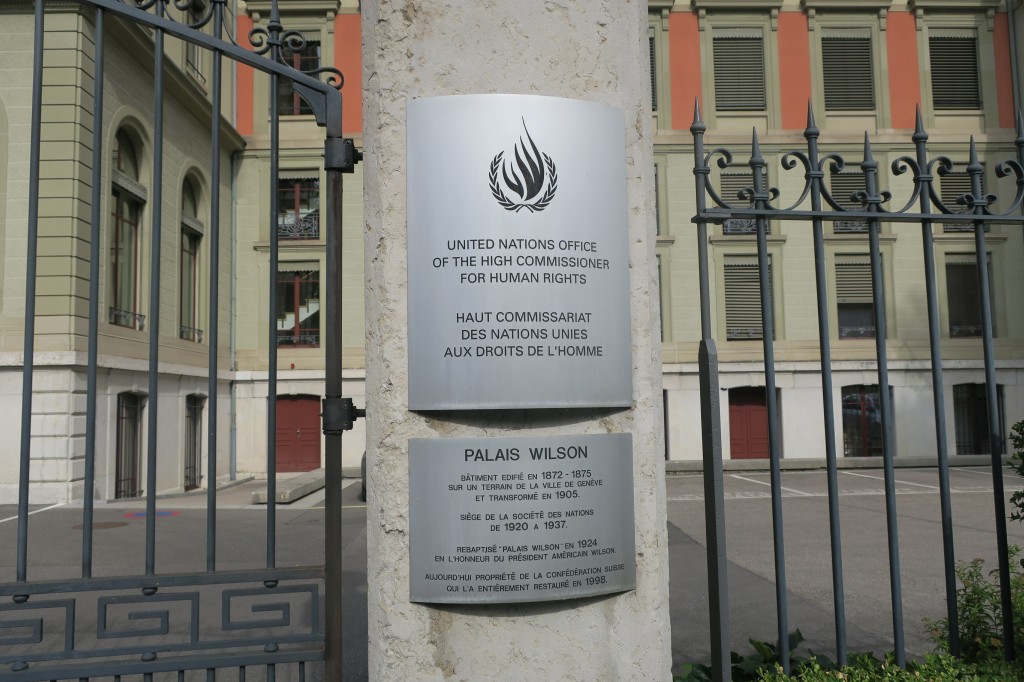 UNITED NATIONS OFFICE
OF THE HIGH COMMISSIONER
FOR HUMAN RIGHTS
HAUT COMMISSARIAT
DES NATIONS UNIES
AUX DROITS DE L'HOMME
PALAIS WILSON
BÂTIMENT EDIFIÉ EN 1872 - 1875
SUR UN TERRAIN DE LA VILLE DE GENÈVE
ET TRANSFORMÉ EN 1905.
SIÈGE DE LA SOCIÉTÉ DES NATIONS
DE 1920 A 1937.
REBAPTISÉ "PALAIS WILSON" EN 1924
EN L'HONNEUR DU PRÉSIDENT AMÉRICAIN WILSON.
AUJOURD'HUI PROPRIÉTÉ DE LA CONFÉDÉRATION SUISSE
QUI L'A ENTIÈREMENT RESTAURÉ EN 1998.